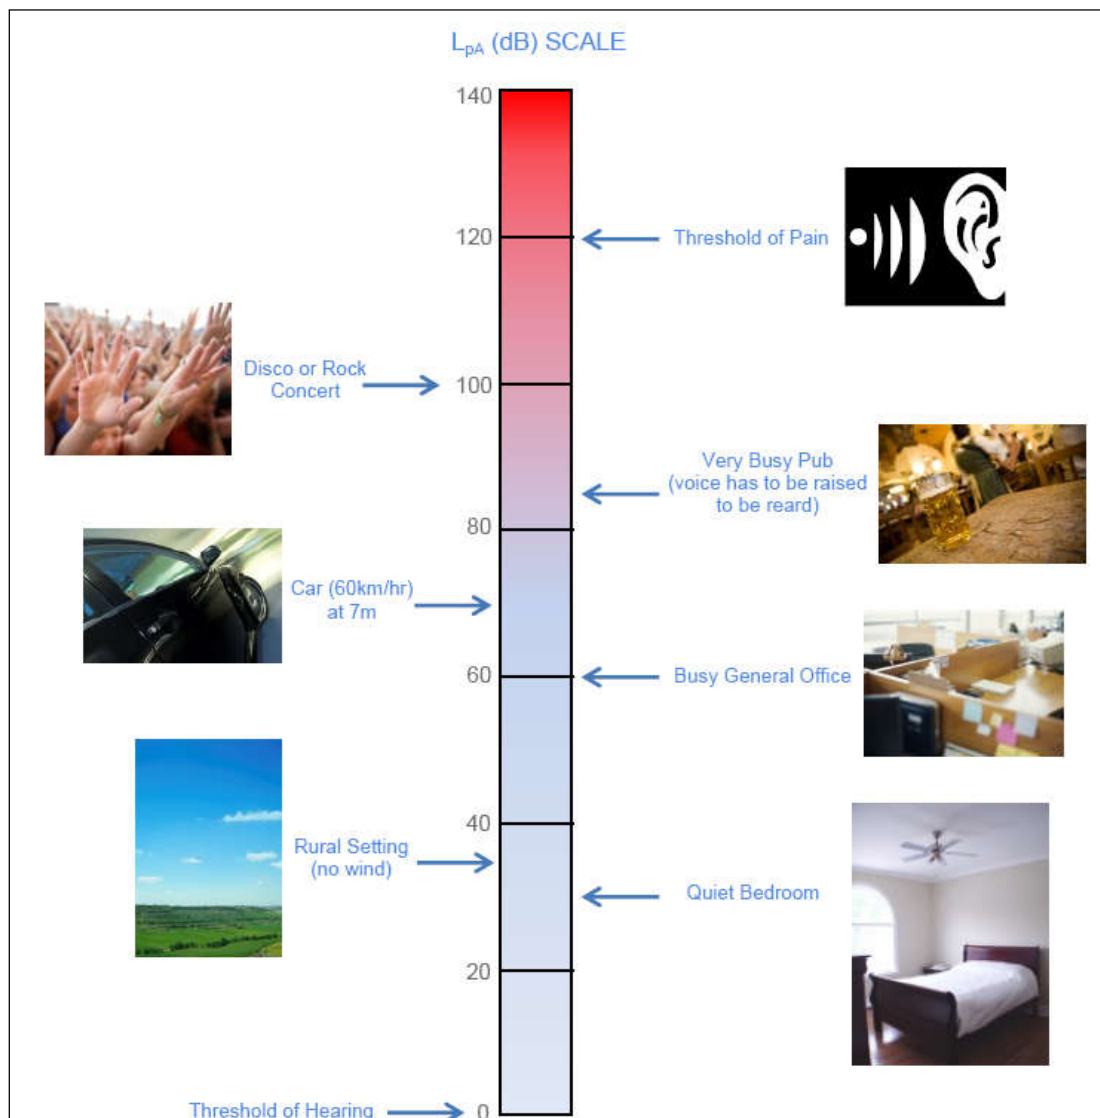 LpA (dB) SCALE
140
120
Threshold of Pain
Disco or Rock
Concert
100
Very Busy Pub
(voice has to be raised
to be reard)
80
Car (60km/hr)
at 7m
60
Busy General Office
40
Rural Setting
(no wind)
Quiet Bedroom
20
Threshold of Hearing
0